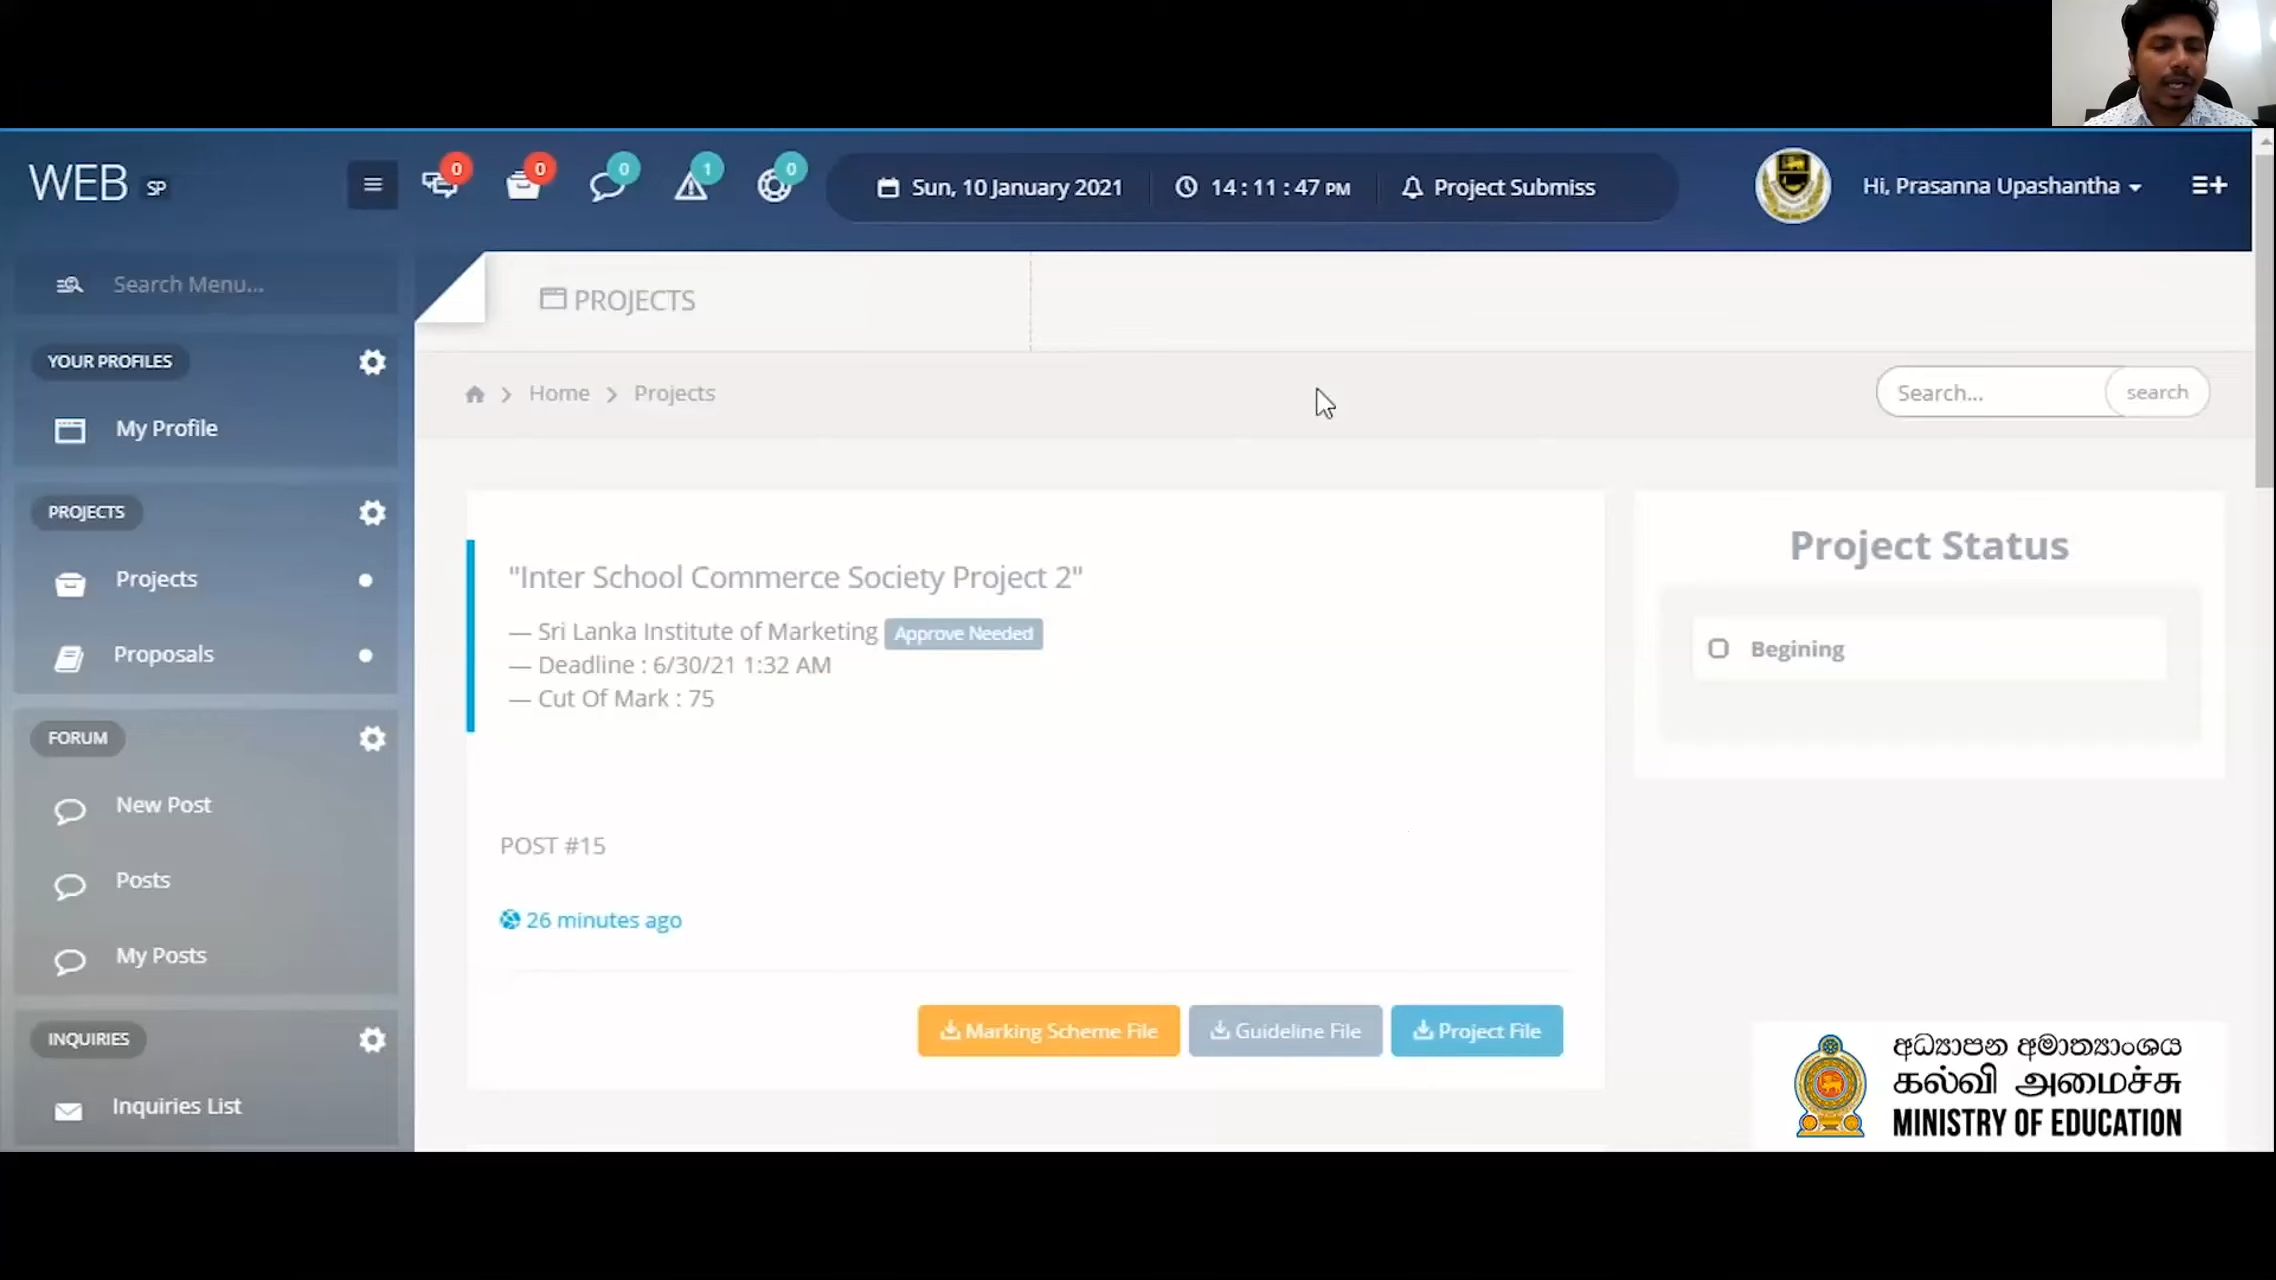 WEB SP
0
0
0
1
0
Sun, 10 January 2021
14 : 11 : 47 PM
Project Submiss
Hi, Prasanna Upashantha
Search Menu...
YOUR PROFILES
My Profile
PROJECTS
Projects
Proposals
FORUM
New Post
Posts
My Posts
INQUIRIES
Inquiries List
PROJECTS
Home
Projects
Search...
search
"Inter School Commerce Society Project 2"
— Sri Lanka Institute of Marketing Approve Needed
— Deadline : 6/30/21 1:32 AM
— Cut Of Mark : 75
POST #15
26 minutes ago
Marking Scheme File
Guideline File
Project File
Project Status
Begining
අධ්‍යාපන අමාත්‍යාංශය
கல்வி அமைச்சு
MINISTRY OF EDUCATION